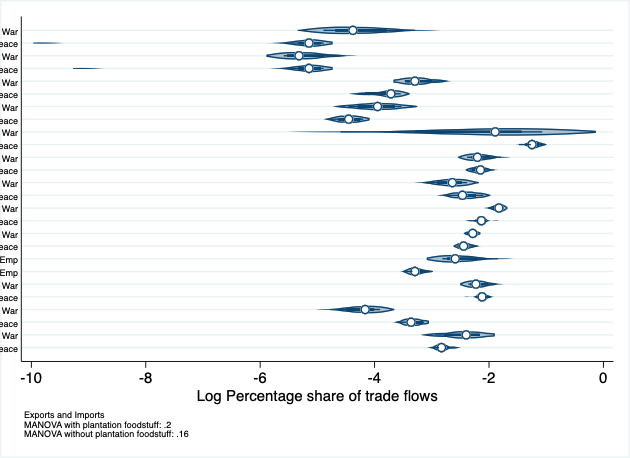 War
eace
War
eace
War
eace
War
eace
War
eace
War
eace
War
eace
War
eace
War
eace
Emp
Emp
War
eace
War
eace
War
eace
-10 -8 -6 -4 -2 0
Log Percentage share of trade flows
Exports and Imports
MANOVA with plantation foodstuff: .2
MANOVA without plantation foodstuff: .16